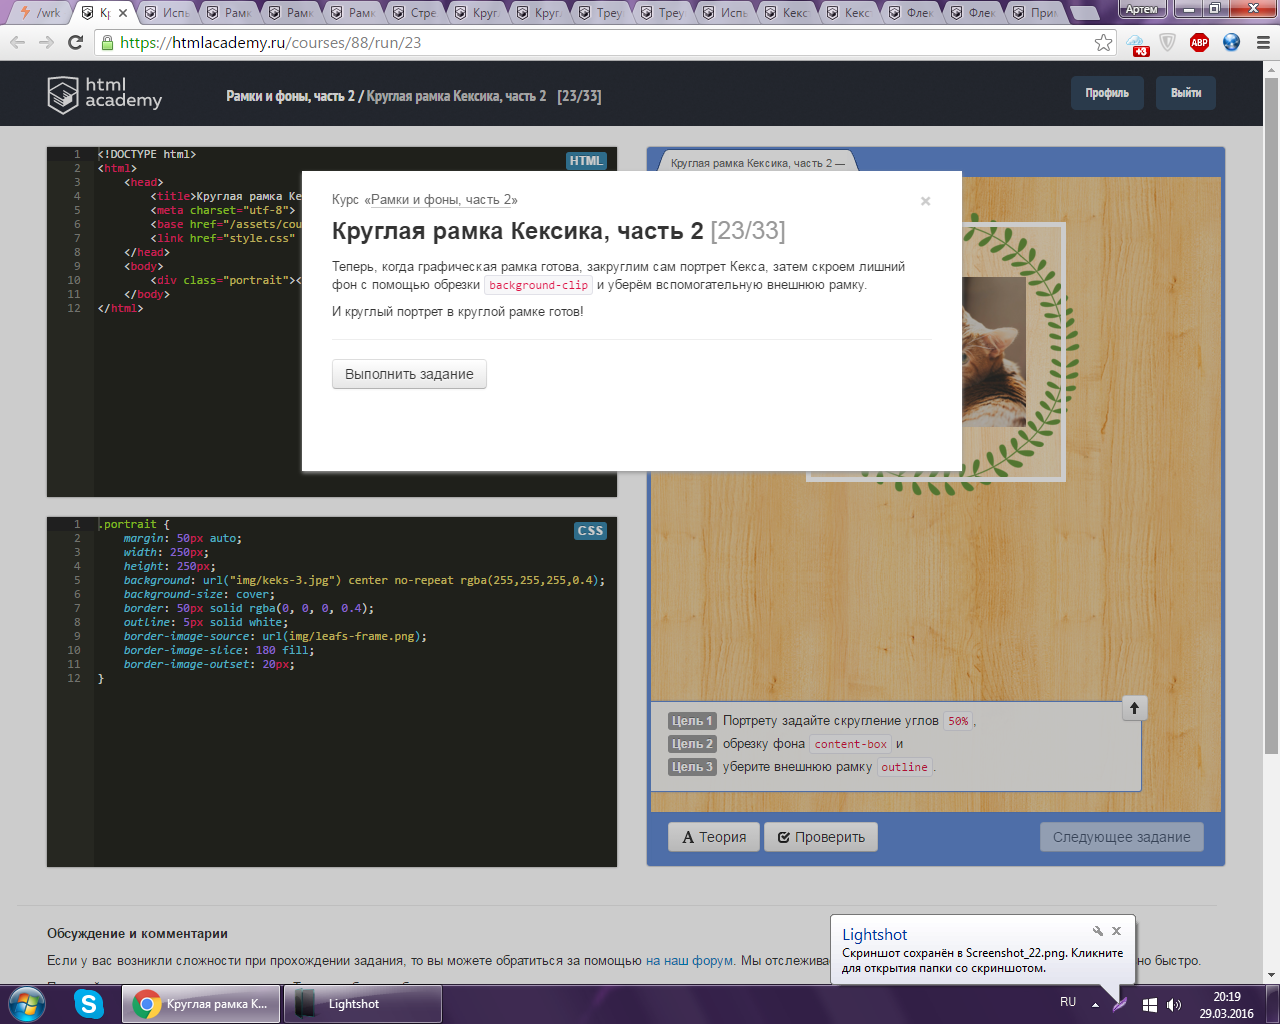 /wrk
Кр
Испы
Рамк
Рамк
Рамк
Стре
Круг
Круг
Треу
Треу
Испы
Кекс
Кекс
Флек
Флек
При
Артем
https://htmlacademy.ru/courses/88/run/23
+3
ABP
html
academy
Рамки и фоны, часть 2 / Круглая рамка Кексика, часть 2 [23/33]
Профиль
Выйти
HTML
1 <!DOCTYPE html>
2 <html>
3 <head>
4 <title>Круглая рамка Ке
5 <meta charset="utf-8">
6 <base href="/assets/cou
7 <link href="style.css"
8 </head>
9 <body>
10 <div class="portrait"><
11 </body>
12 </html>
Круглая рамка Кексика, часть 2 —
Курс «Рамки и фоны, часть 2»
×
Круглая рамка Кексика, часть 2 [23/33]
Теперь, когда графическая рамка готова, закруглим сам портрет Кекса, затем скроем лишний
фон с помощью обрезки background-clip и уберём вспомогательную внешнюю рамку.
И круглый портрет в круглой рамке готов!
Выполнить задание
CSS
1 .portrait {
2 margin: 50px auto;
3 width: 250px;
4 height: 250px;
5 background: url("img/keks-3.jpg") center no-repeat rgba(255,255,255,0.4);
6 background-size: cover;
7 border: 50px solid rgba(0, 0, 0, 0.4);
8 outline: 5px solid white;
9 border-image-source: url(img/leafs-frame.png);
10 border-image-slice: 180 fill;
11 border-image-outset: 20px;
12 }
Цель 1 Портрету задайте скругление углов 50%,
Цель 2 обрезку фона content-box и
Цель 3 уберите внешнюю рамку outline.
Теория
Проверить
Следующее задание
Обсуждение и комментарии
Если у вас возникли сложности при прохождении задания, то вы можете обратиться за помощью на наш форум. Мы отслежива
но быстро.
Lightshot
Скриншот сохранён в Screenshot_22.png. Кликните
для открытия папки со скриншотом.
Круглая рамка К...
Lightshot
RU
20:19
29.03.2016